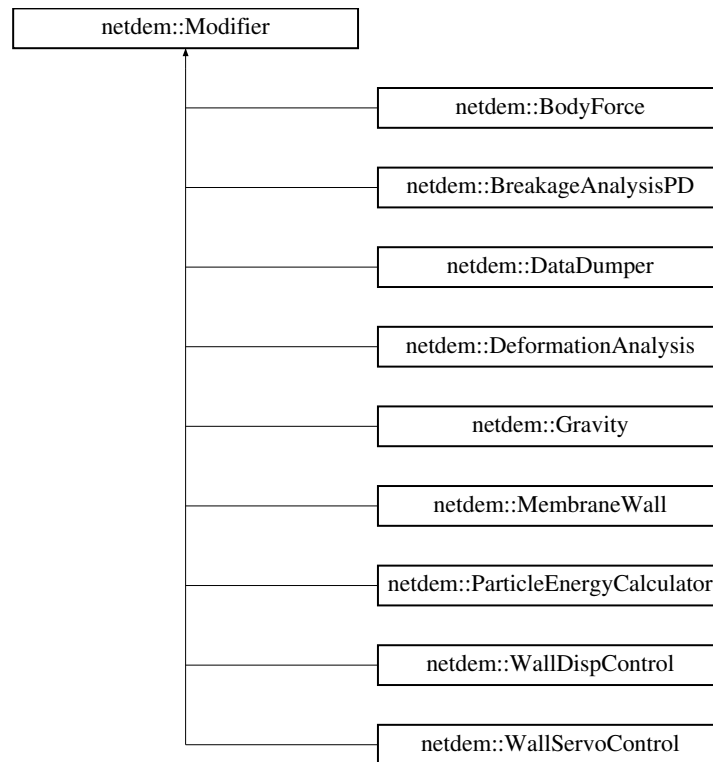 netdem::Modifier
netdem::BodyForce
netdem::BreakageAnalysisPD
netdem::DataDumper
netdem::DeformationAnalysis
netdem::Gravity
netdem::MembraneWall
netdem::ParticleEnergyCalculator
netdem::WallDispControl
netdem::WallServoControl